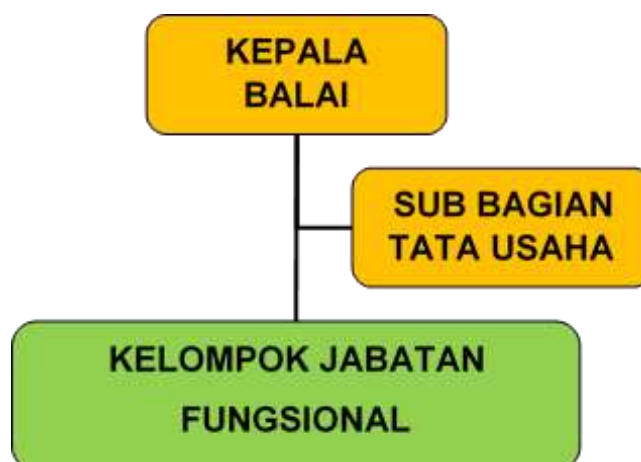 KEPALA
BALAI
SUB BAGIAN
TATA USAHA
KELOMPOK JABATAN
FUNGSIONAL